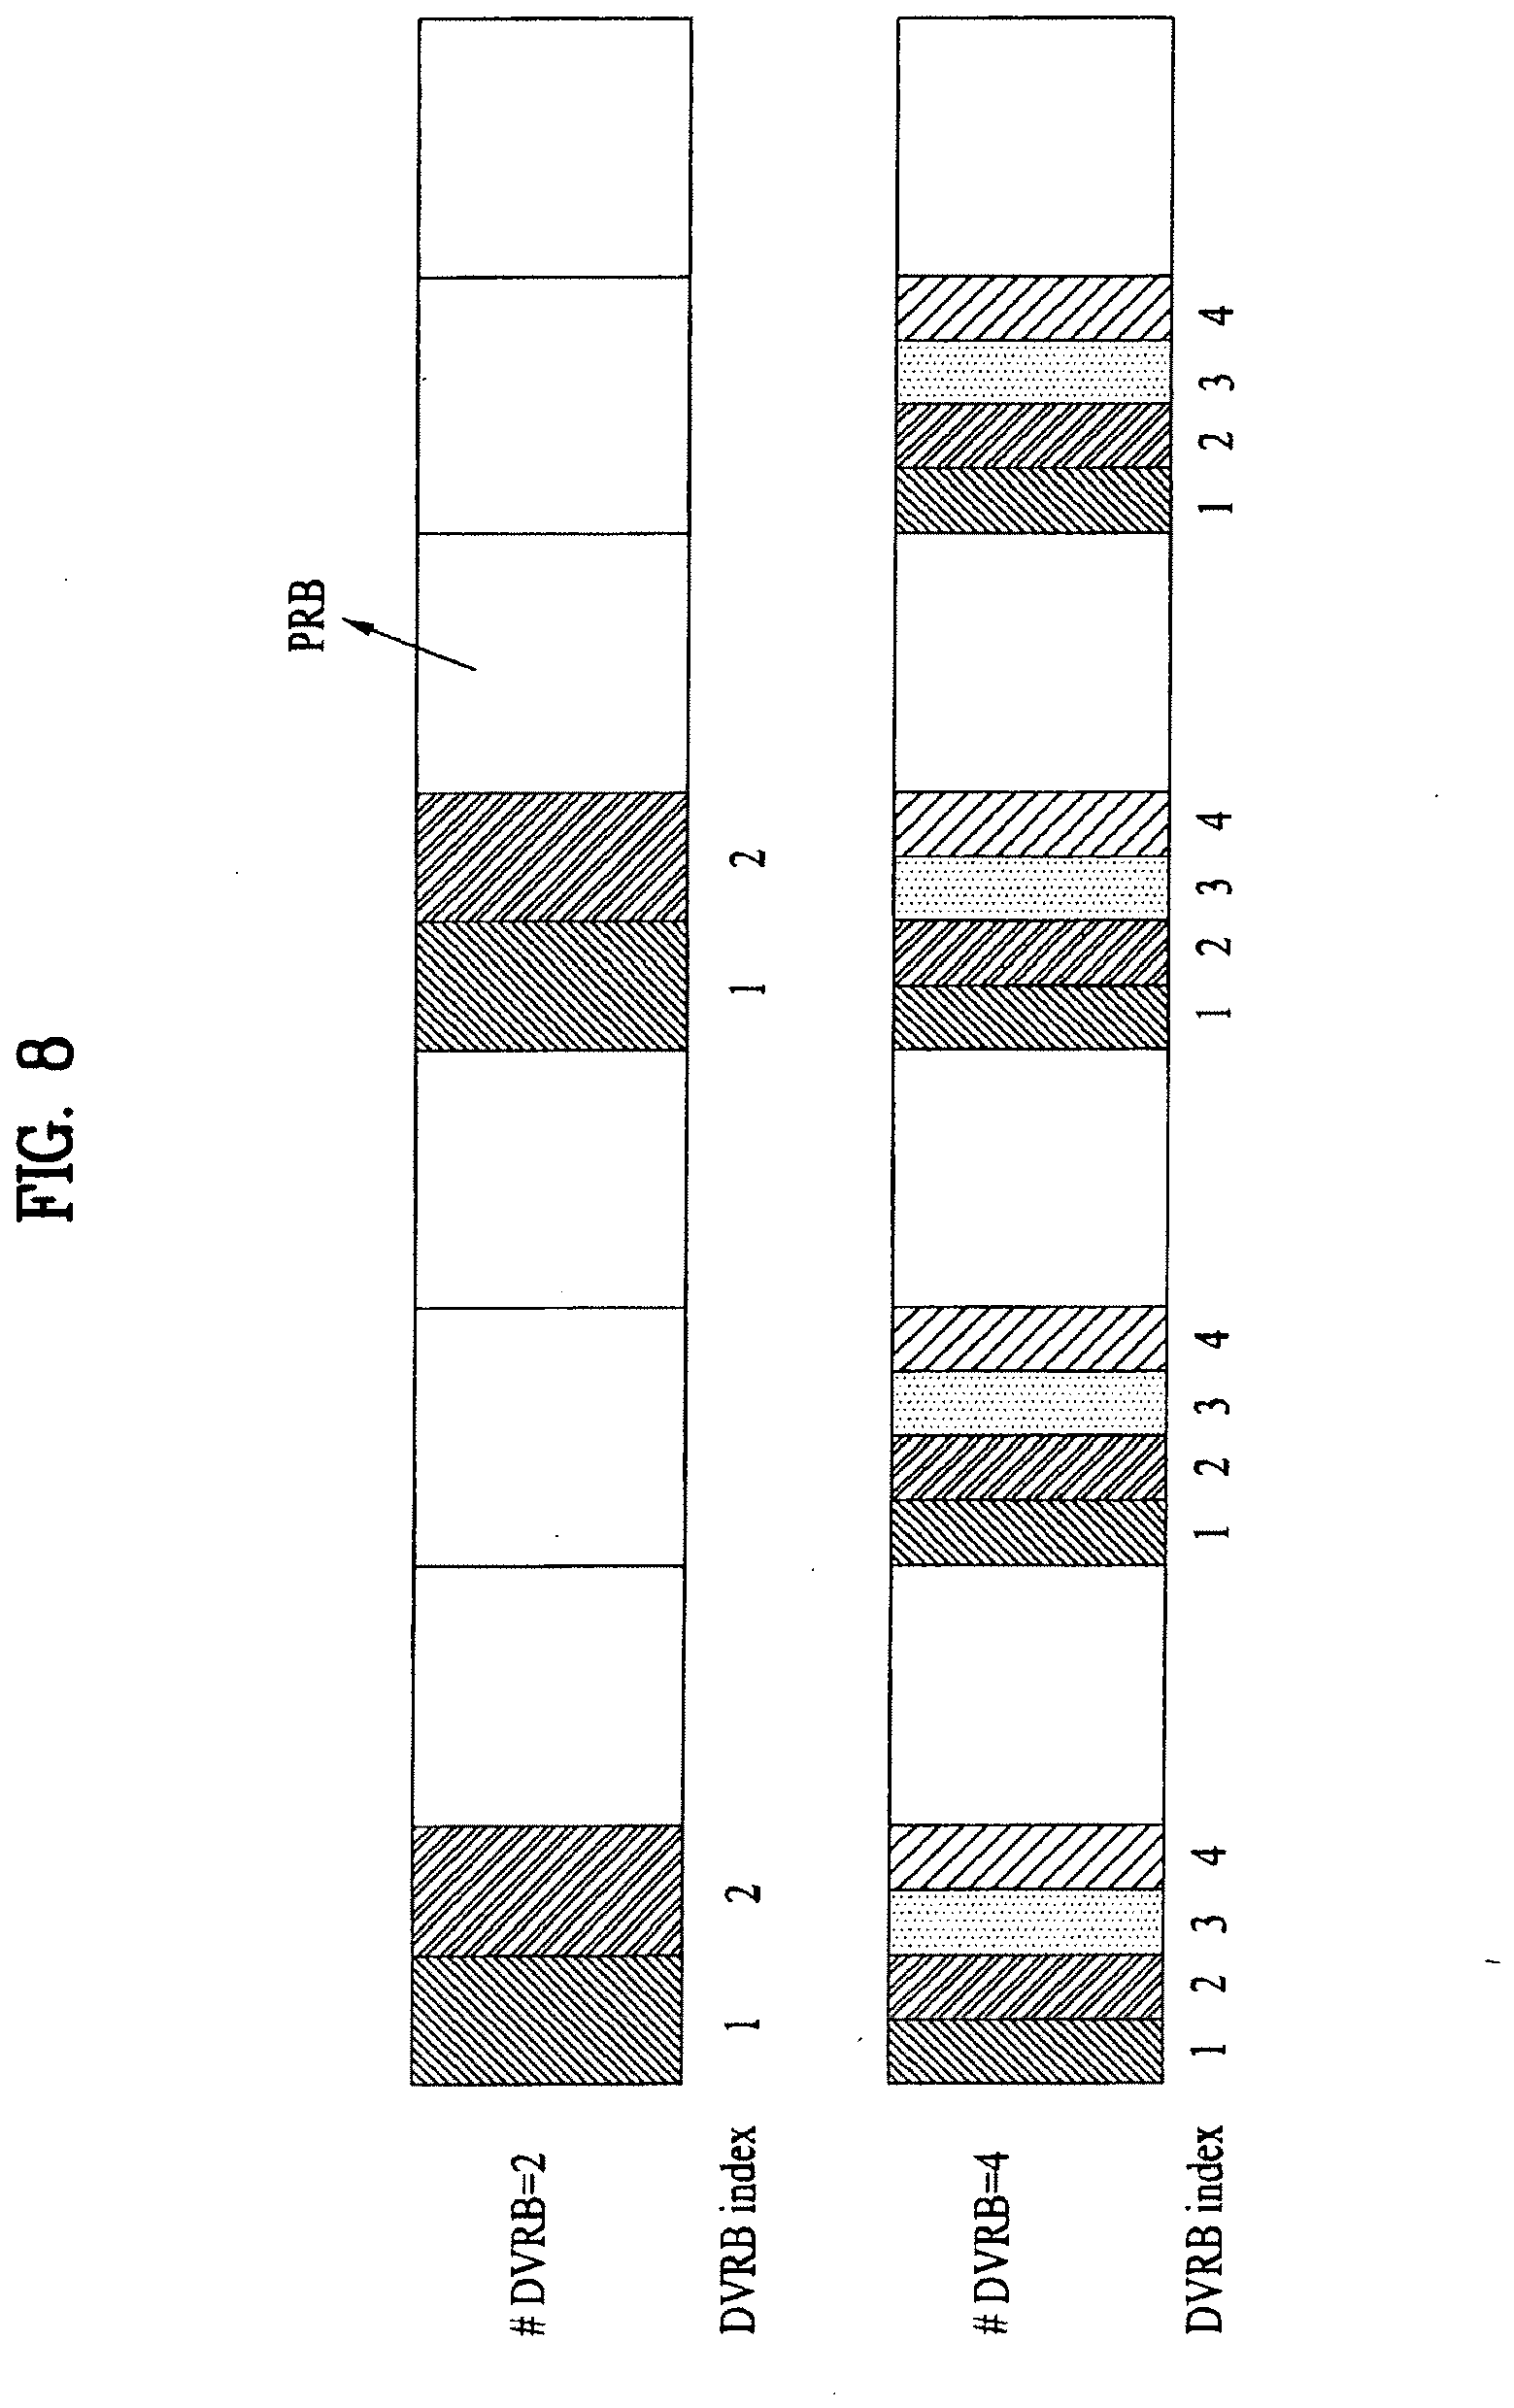 FIG. 8
PRB
# DVRB=2
DVRB index 1 2 1 2
# DVRB=4
DVRB index 1 2 3 4 1 2 3 4 1 2 3 4 1 2 3 4